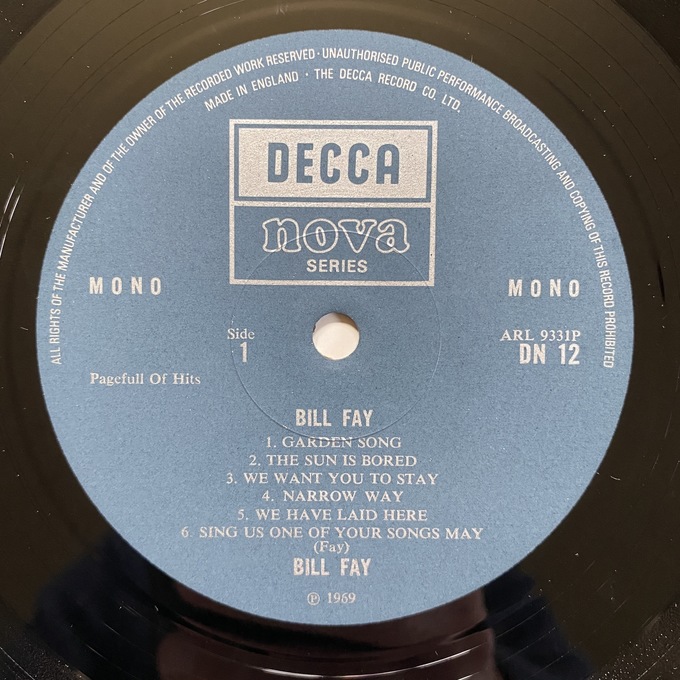 ALL RIGHTS OF THE MANUFACTURER AND OF THE OWNER OF THE RECORDED WORK RESERVED · UNAUTHORISED PUBLIC PERFORMANCE BROADCASTING AND COPYING OF THIS RECORD PROHIBITED
MADE IN ENGLAND · THE DECCA RECORD CO. LTD.
DECCA
nova
SERIES
MONO
MONO
Side
1
ARL 9331P
DN 12
Pagefull Of Hits
BILL FAY
1. GARDEN SONG
2. THE SUN IS BORED
3. WE WANT YOU TO STAY
4. NARROW WAY
5. WE HAVE LAID HERE
6. SING US ONE OF YOUR SONGS MAY
(Fay)
BILL FAY
℗ 1969